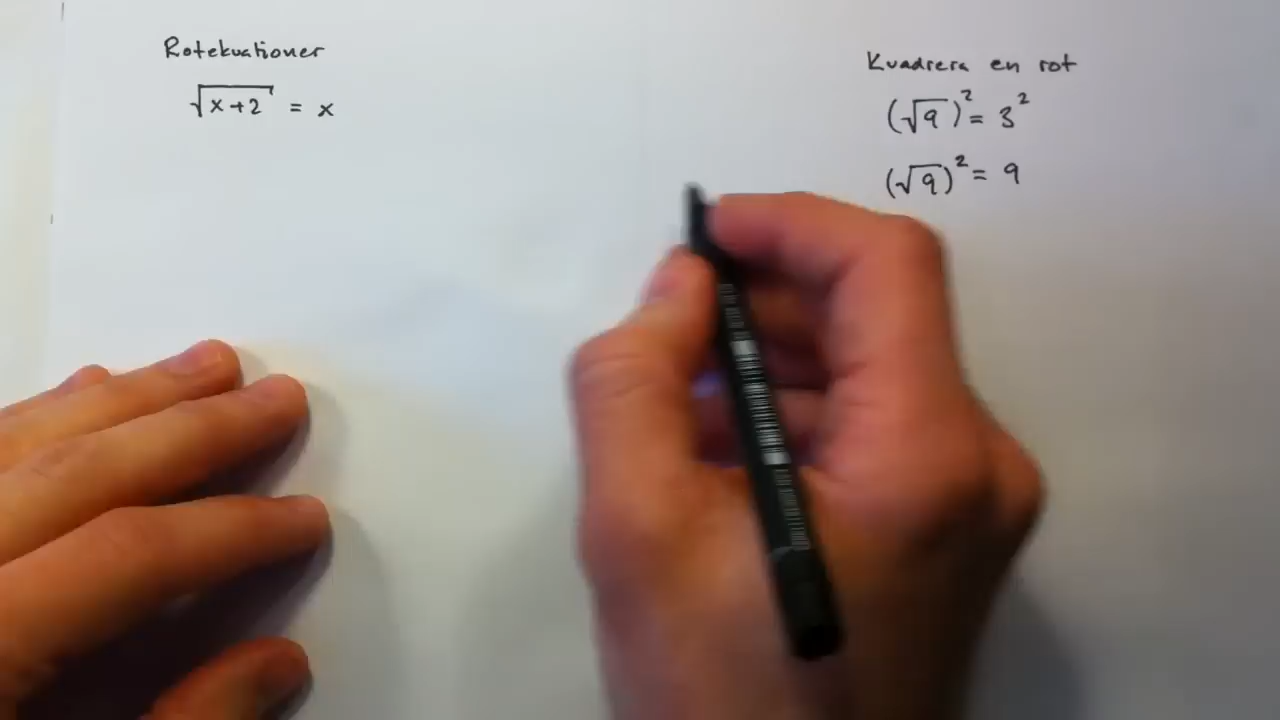 Rotekvationer
√(x+2) = x
Kvadrera en rot
(√9)² = 3²
(√9)² = 9